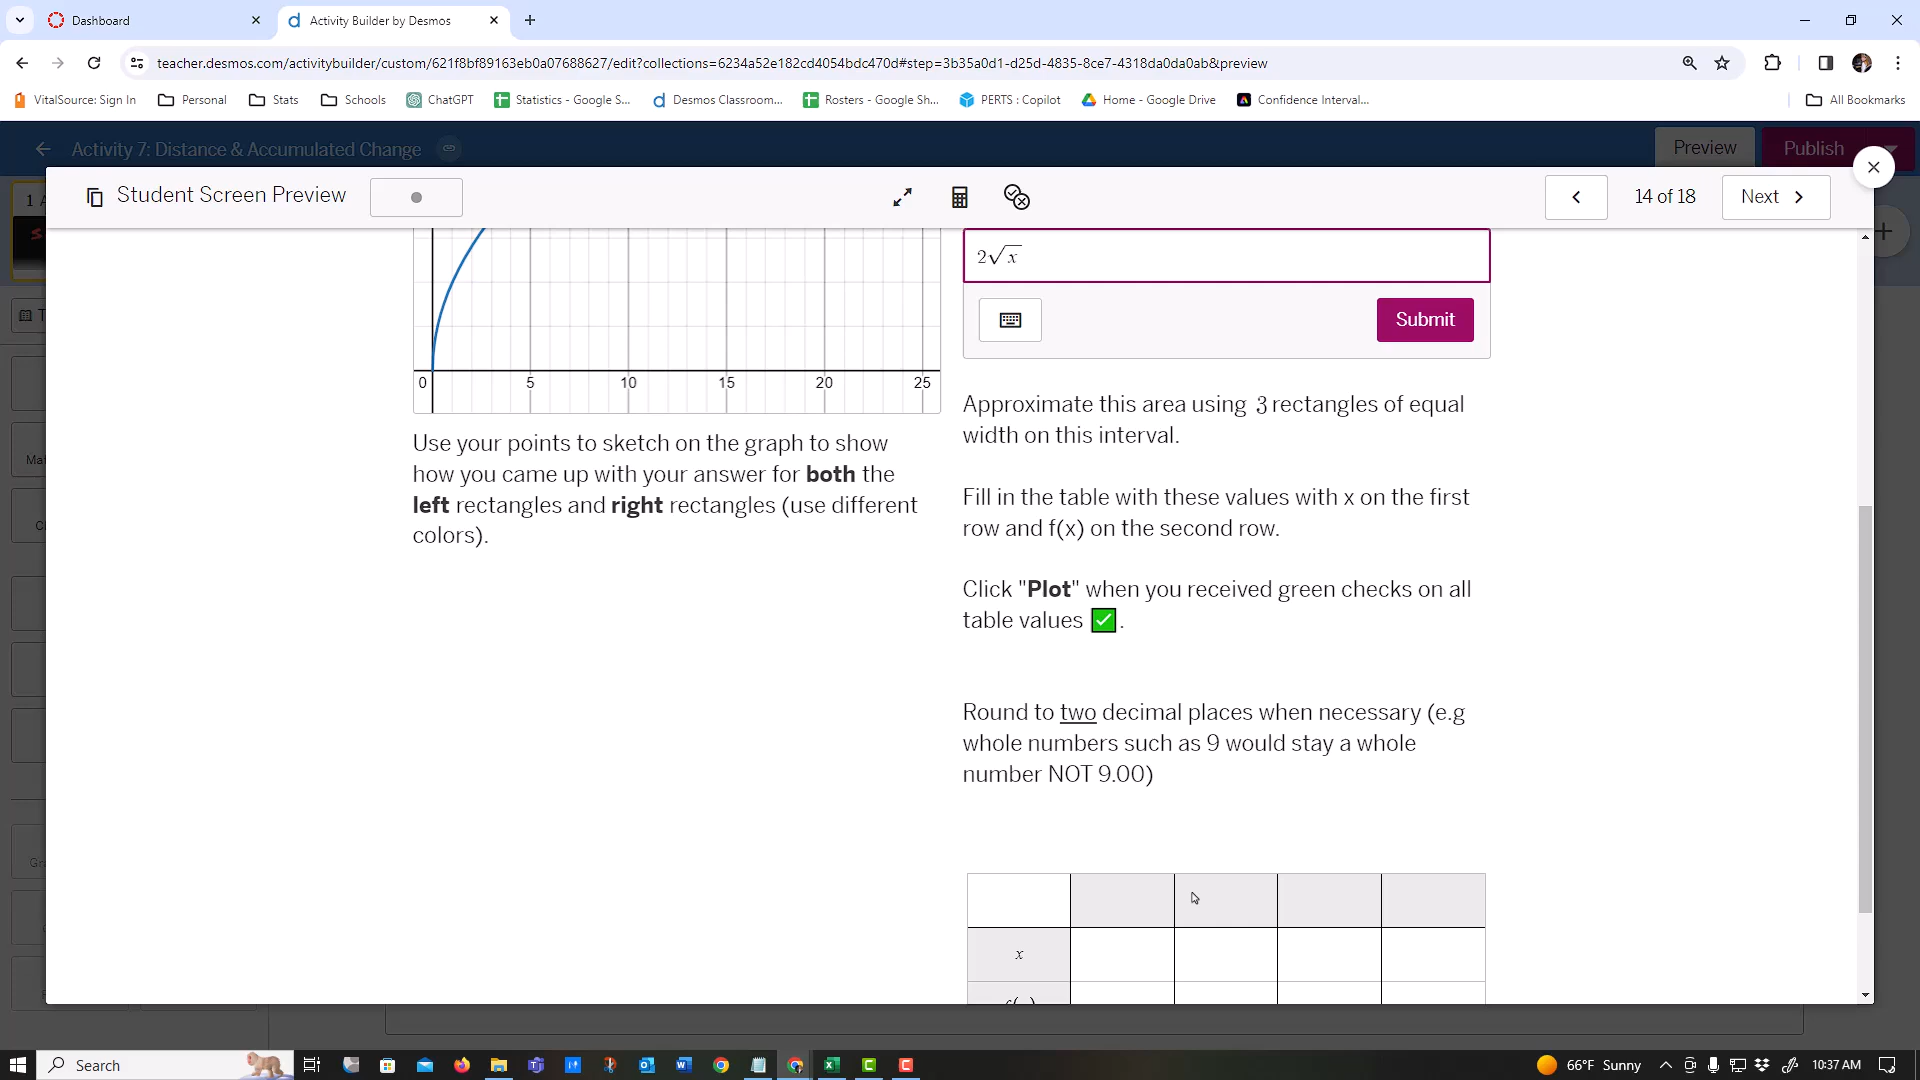 Dashboard
Activity Builder by Desmos
teacher.desmos.com/activitybuilder/custom/621f8bf89163eb0a07688627/edit?collections=6234a52e182cd4054bdc470d#step=3b35a0d1-d25d-4835-8ce7-4318da0da0ab&preview
VitalSource: Sign In
Personal
Stats
Schools
ChatGPT
Statistics - Google S...
Desmos Classroom...
Rosters - Google Sh...
PERTS : Copilot
Home - Google Drive
Confidence Interval...
All Bookmarks
Activity 7: Distance & Accumulated Change
Preview
Publish
Student Screen Preview
14 of 18
Next
0 5 10 15 20 25
Use your points to sketch on the graph to show
how you came up with your answer for both the
left rectangles and right rectangles (use different
colors).
2√x
Submit
Approximate this area using 3 rectangles of equal
width on this interval.
Fill in the table with these values with x on the first
row and f(x) on the second row.
Click "Plot" when you received green checks on all
table values ✅.
Round to two decimal places when necessary (e.g
whole numbers such as 9 would stay a whole
number NOT 9.00)
x
Search
66°F Sunny
10:37 AM